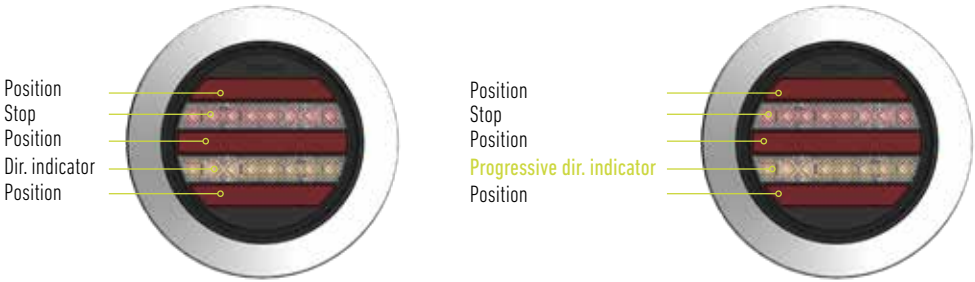 Position
Stop
Position
Dir. indicator
Position
Position
Stop
Position
Progressive dir. indicator
Position